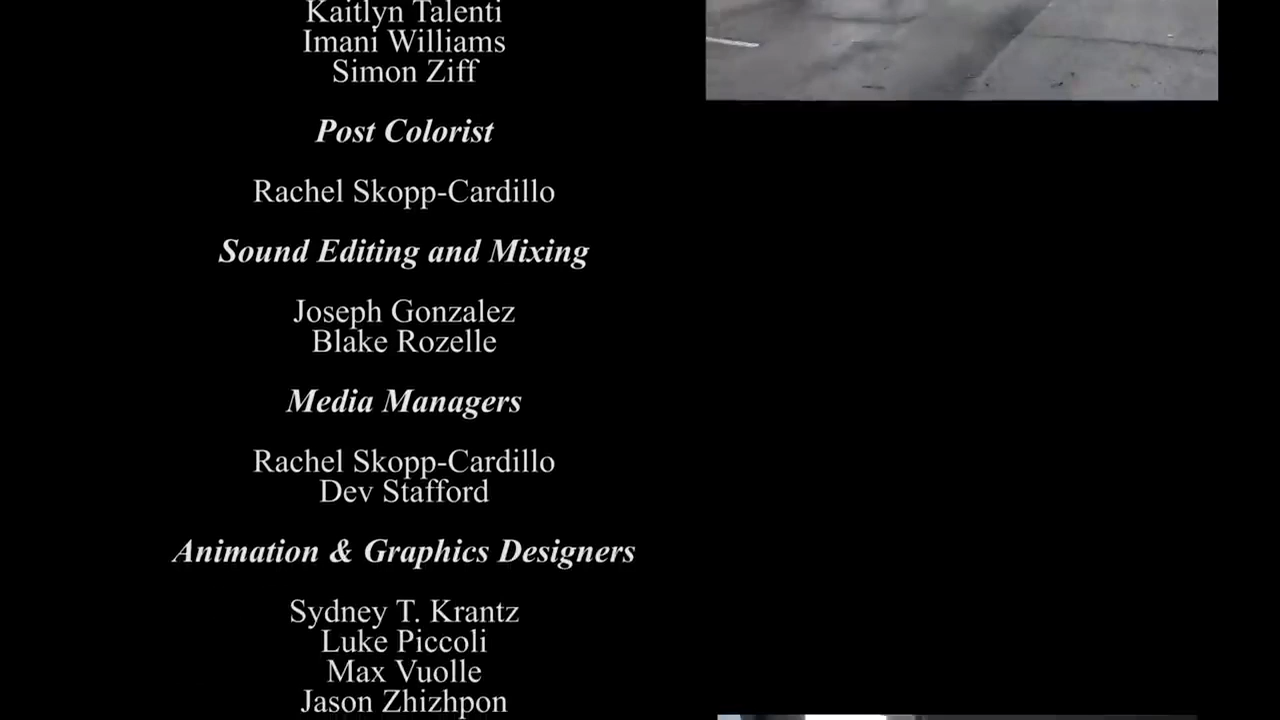 Kaitlyn Talenti
Imani Williams
Simon Ziff
Post Colorist
Rachel Skopp-Cardillo
Sound Editing and Mixing
Joseph Gonzalez
Blake Rozelle
Media Managers
Rachel Skopp-Cardillo
Dev Stafford
Animation & Graphics Designers
Sydney T. Krantz
Luke Piccoli
Max Vuolle
Jason Zhizhpon